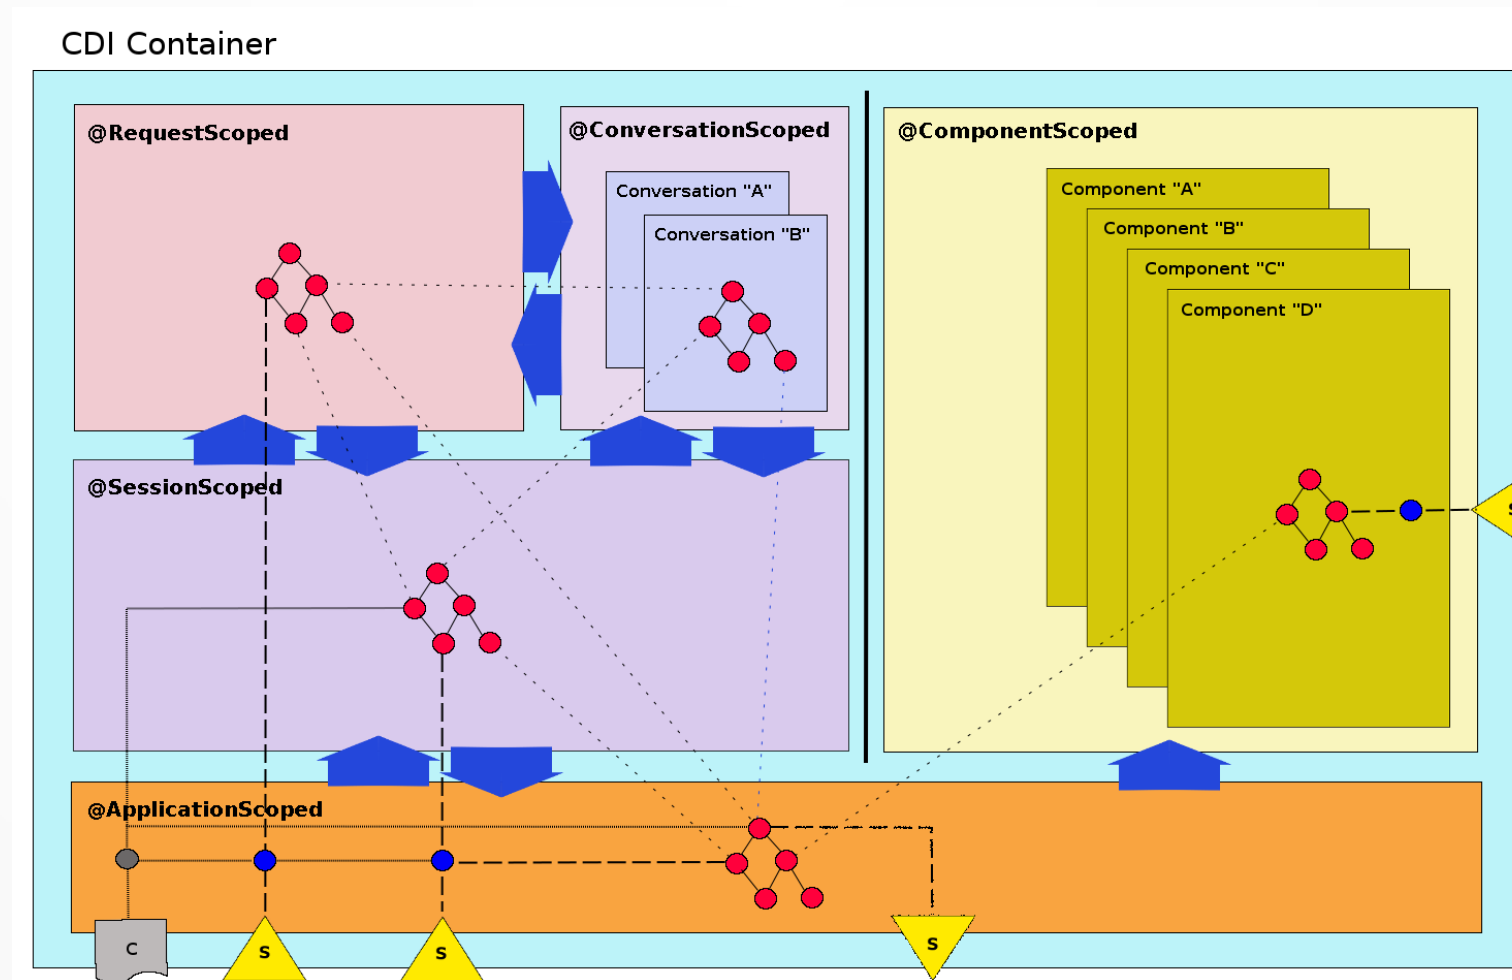 CDI Container
@RequestScoped
@ConversationScoped
@ComponentScoped
Conversation "A"
Conversation "B"
Component "A"
Component "B"
Component "C"
Component "D"
@SessionScoped
S
@ApplicationScoped
C
S
S
S